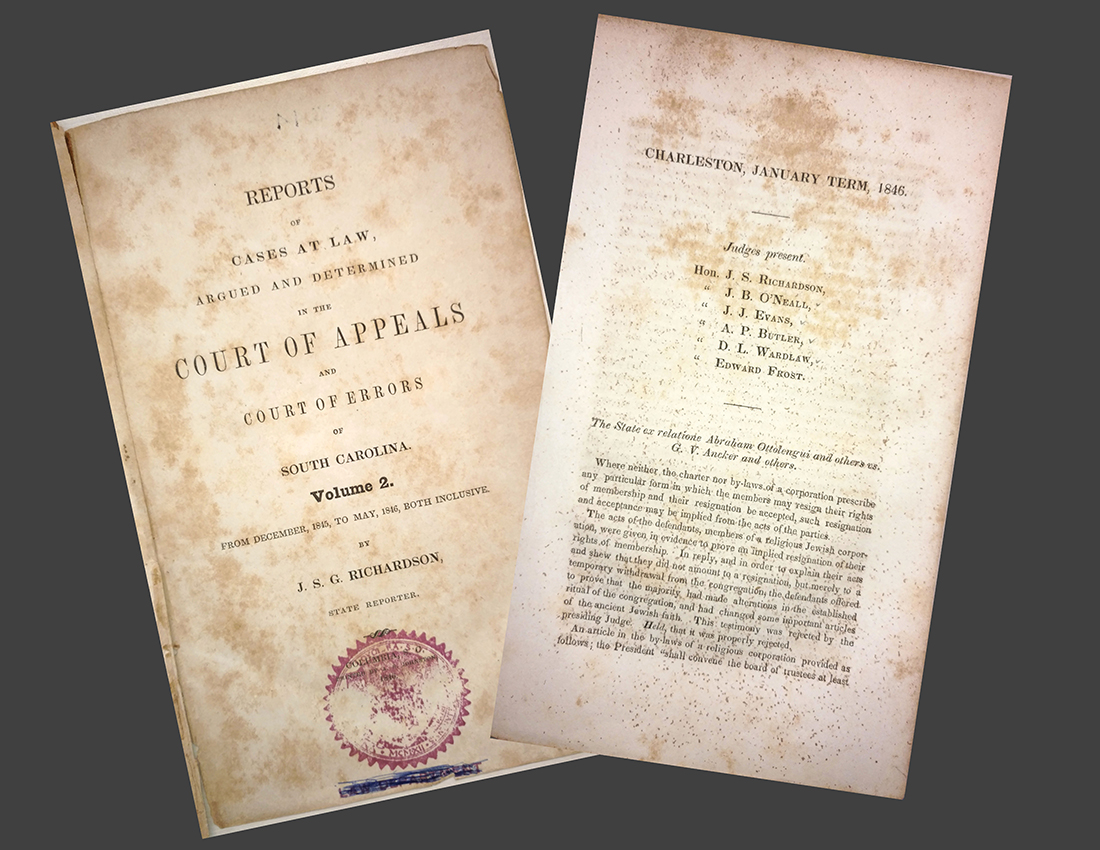 REPORTS
OF
CASES AT LAW,
ARGUED AND DETERMINED
IN THE
COURT OF APPEALS
AND
COURT OF ERRORS
OF
SOUTH CAROLINA.
Volume 2.
FROM DECEMBER, 1845, TO MAY, 1846, BOTH INCLUSIVE.
BY
J. S. G. RICHARDSON,
STATE REPORTER.
COLUMBIA,
MCMXII
CHARLESTON, JANUARY TERM, 1846.
Judges present.
Hon. J. S. RICHARDSON,
“ J. B. O'NEALL,
“ J. J. EVANS,
“ A. P. BUTLER,
“ D. L. WARDLAW,
“ EDWARD FROST.
The State ex relatione Abraham Ottolengui and others vs.
G. V. Ancker and others.
Where neither the charter nor by-laws of a corporation prescribe
any particular form in which the members may resign their rights
of membership and their resignation be accepted, such resignation
and acceptance may be implied from the acts of the parties.
The acts of the defendants, members of a religious Jewish corpor-
ation, were given in evidence to prove an implied resignation of their
rights of membership. In reply, and in order to explain their acts
and shew that they did not amount to a resignation, but merely to a
temporary withdrawal from the congregation, the defendants offered
to prove that the majority had made alterations in the established
ritual of the congregation, and had changed some important articles
of the ancient Jewish faith. This testimony was rejected by the
presiding Judge. Held, that it was properly rejected.
An article in the by-laws of a religious corporation provided as
follows; the President "shall convene the board of trustees at least